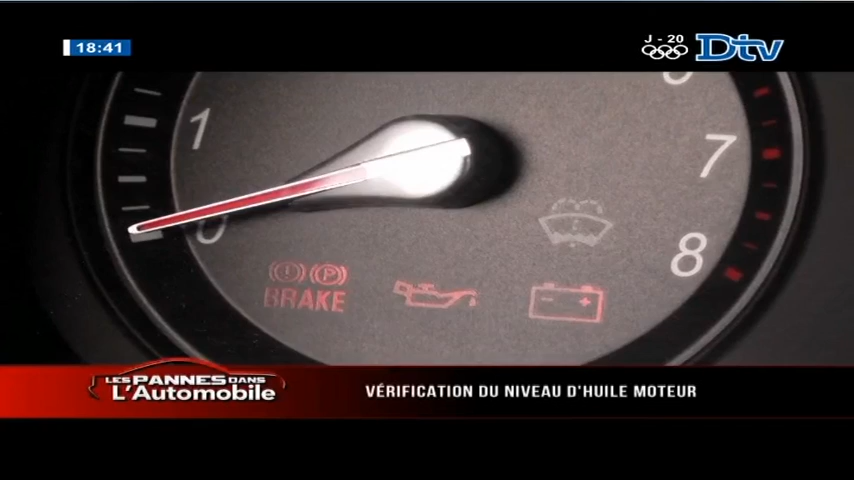 18:41
J - 20
Dtv
1
0
7
8
P
BRAKE
LES PANNES DANS
L'Automobile
VÉRIFICATION DU NIVEAU D'HUILE MOTEUR